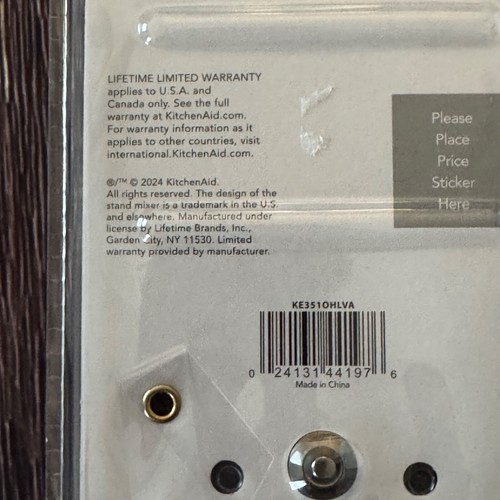 LIFETIME LIMITED WARRANTY
applies to U.S.A. and
Canada only. See the full
warranty at KitchenAid.com.
For warranty information as it
applies to other countries, visit
international.KitchenAid.com.
®/™ © 2024 KitchenAid.
All rights reserved. The design of the
stand mixer is a trademark in the U.S.
and elsewhere. Manufactured under
license by Lifetime Brands, Inc.,
Garden City, NY 11530. Limited
warranty provided by manufacturer.
Please
Place
Price
Sticker
Here
KE351OHLVA
0 24131 44197 6
Made in China